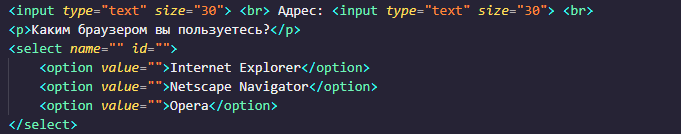 <input type="text" size="30"> <br> Адрес: <input type="text" size="30"> <br>
<p>Каким браузером вы пользуетесь?</p>
<select name="" id="">
<option value="">Internet Explorer</option>
<option value="">Netscape Navigator</option>
<option value="">Opera</option>
</select>